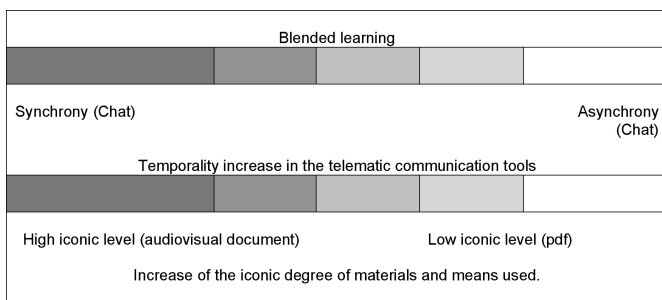 Blended learning
Synchrony (Chat)
Asynchrony
(Chat)
Temporality increase in the telematic communication tools
High iconic level (audiovisual document)
Low iconic level (pdf)
Increase of the iconic degree of materials and means used.